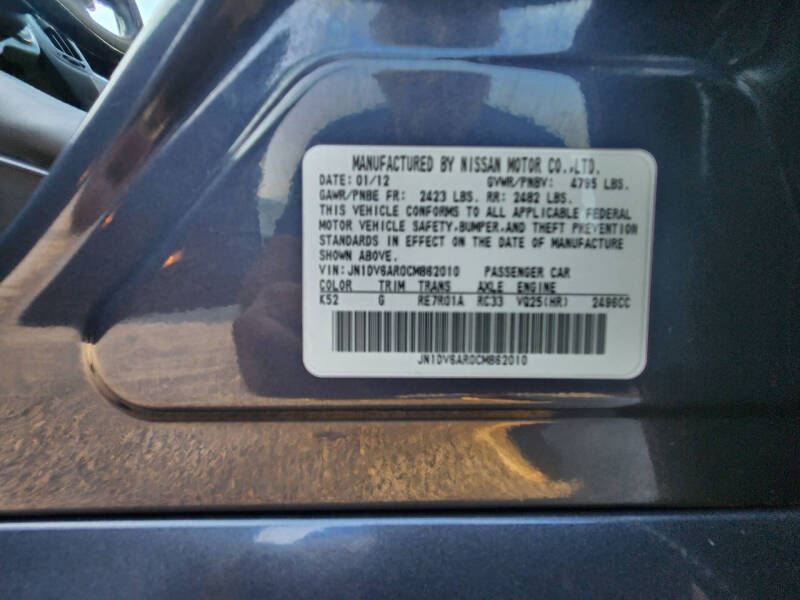 MANUFACTURED BY NISSAN MOTOR CO.,LTD.
DATE: 01/12 GVWR/PNBV: 4795 LBS.
GAWR/PNBE FR: 2423 LBS. RR: 2482 LBS.
THIS VEHICLE CONFORMS TO ALL APPLICABLE FEDERAL
MOTOR VEHICLE SAFETY,BUMPER,AND THEFT PREVENTION
STANDARDS IN EFFECT ON THE DATE OF MANUFACTURE
SHOWN ABOVE.
VIN:JN1DV6AR0CM862010 PASSENGER CAR
COLOR TRIM TRANS AXLE ENGINE
K52 G RE7R01A RC33 VQ25(HR) 2496CC
JN1DV6AR0CM862010